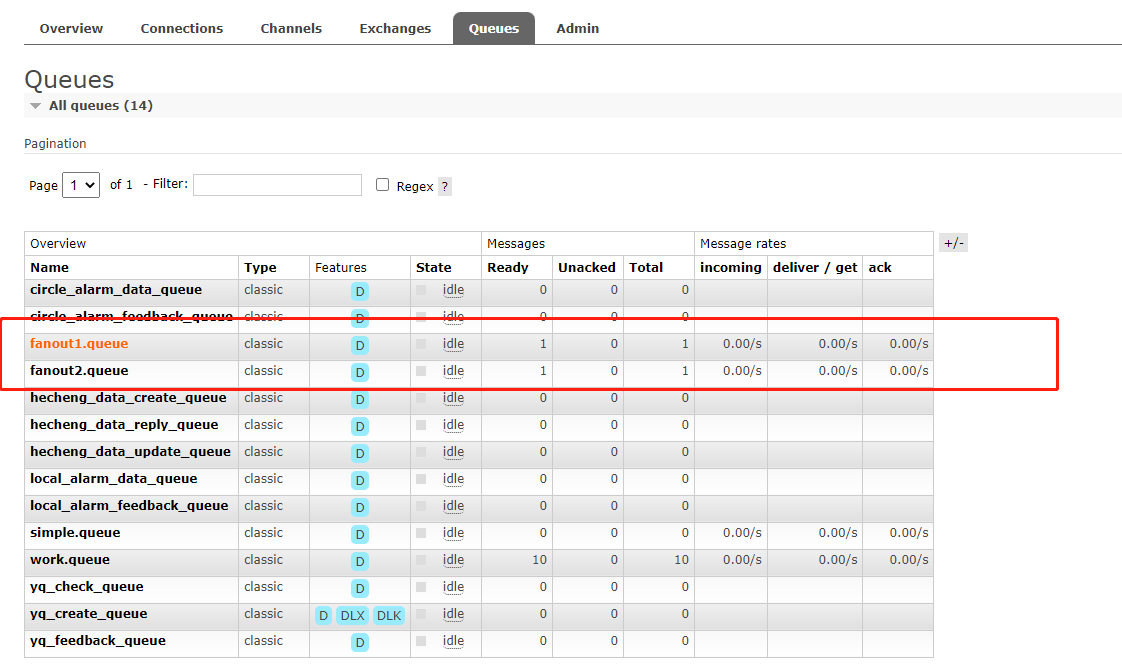 Overview Connections Channels Exchanges Queues Admin
Queues
All queues (14)
Pagination
Page 1 of 1 - Filter: Regex ?
Overview Messages Message rates +/-
Name Type Features State Ready Unacked Total incoming deliver / get ack
circle_alarm_data_queue classic D idle 0 0 0
circle_alarm_feedback_queue classic D idle 0 0 0
fanout1.queue classic D idle 1 0 1 0.00/s 0.00/s 0.00/s
fanout2.queue classic D idle 1 0 1 0.00/s 0.00/s 0.00/s
hecheng_data_create_queue classic D idle 0 0 0
hecheng_data_reply_queue classic D idle 0 0 0
hecheng_data_update_queue classic D idle 0 0 0
local_alarm_data_queue classic D idle 0 0 0
local_alarm_feedback_queue classic D idle 0 0 0
simple.queue classic D idle 0 0 0 0.00/s 0.00/s 0.00/s
work.queue classic D idle 10 0 10 0.00/s 0.00/s 0.00/s
yq_check_queue classic D idle 0 0 0
yq_create_queue classic D DLX DLK idle 0 0 0
yq_feedback_queue classic D idle 0 0 0